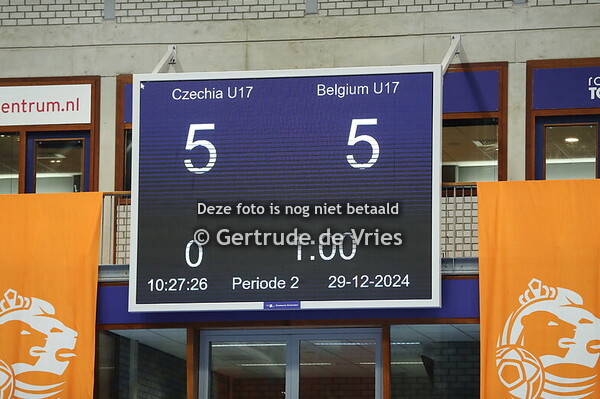 centrum.nl
Czechia U17
Belgium U17
5
5
Deze foto is nog niet betaald
© Gertrude de Vries
0
1:00
10:27:26
Periode 2
29-12-2024